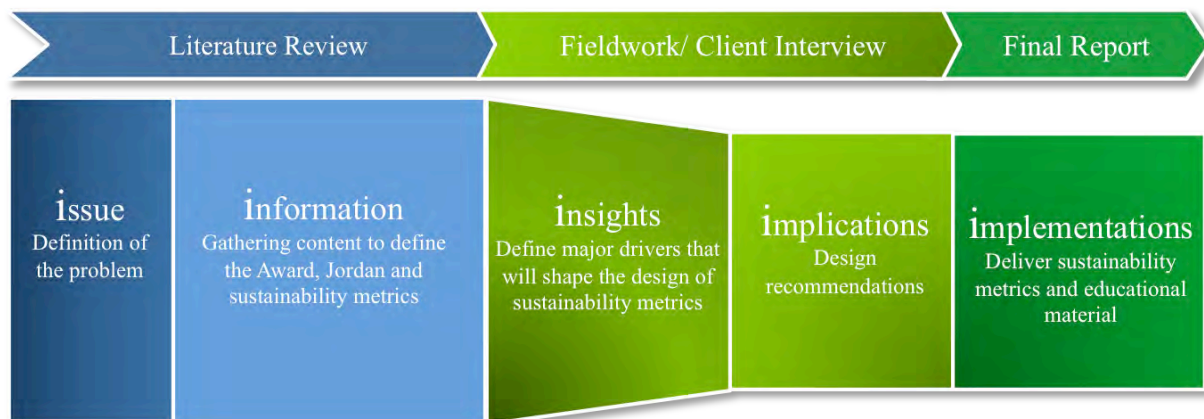 Literature Review
Fieldwork/ Client Interview
Final Report
issue
Definition of
the problem
information
Gathering content to define
the Award, Jordan and
sustainability metrics
insights
Define major drivers that
will shape the design of
sustainability metrics
implications
Design
recommendations
implementations
Deliver sustainability
metrics and educational
material